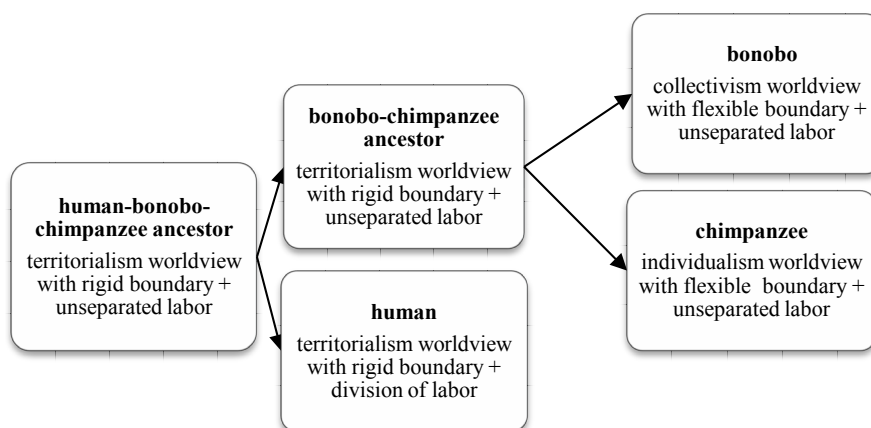 human-bonobo-
chimpanzee ancestor
territorialism worldview
with rigid boundary +
unseparated labor
bonobo-chimpanzee
ancestor
territorialism worldview
with rigid boundary +
unseparated labor
human
territorialism worldview
with rigid boundary +
division of labor
bonobo
collectivism worldview
with flexible boundary +
unseparated labor
chimpanzee
individualism worldview
with flexible boundary +
unseparated labor